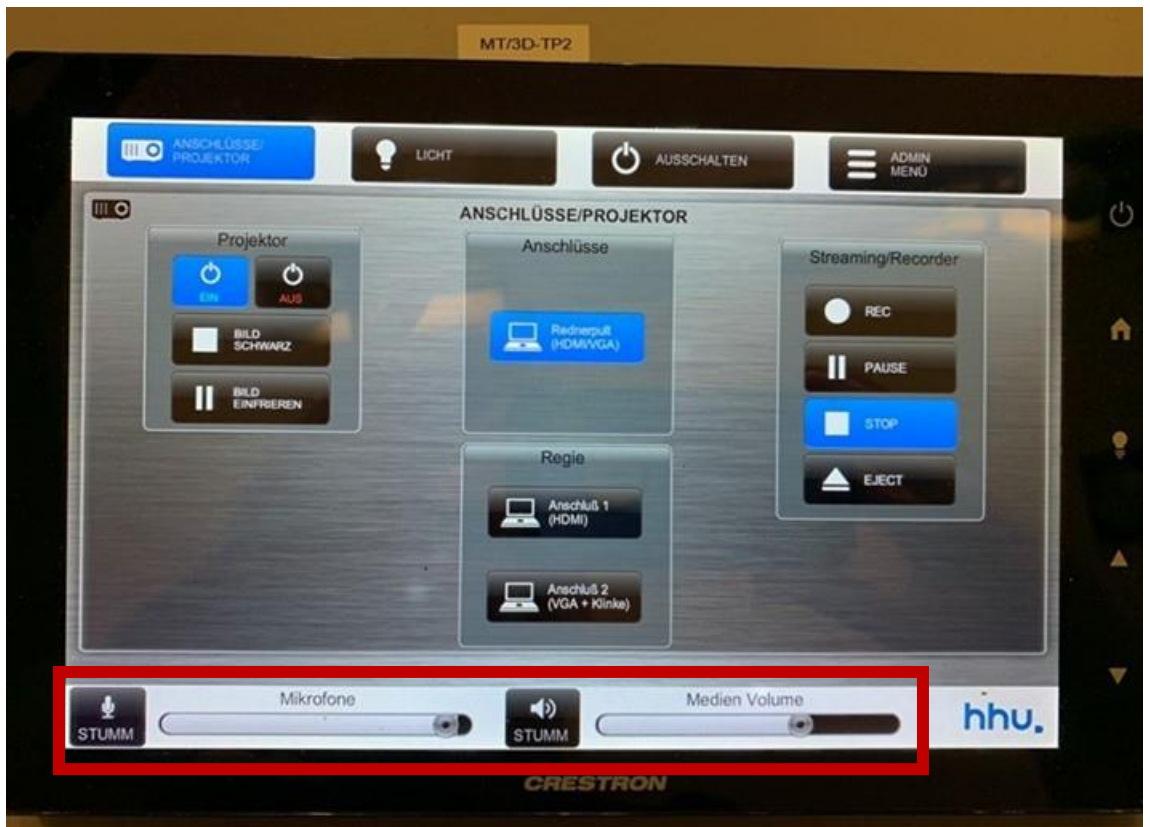 MT/3D-TP2
ANSCHLÜSSE/
PROJEKTOR
LICHT
AUSSCHALTEN
ADMIN
MENÜ
ANSCHLÜSSE/PROJEKTOR
Projektor
EIN
AUS
BILD
SCHWARZ
BILD
EINFRIEREN
Anschlüsse
Rednerpult
(HDMI/VGA)
Regie
Anschluß 1
(HDMI)
Anschluß 2
(VGA + Klinke)
Streaming/Recorder
REC
PAUSE
STOP
EJECT
STUMM
Mikrofone
STUMM
Medien Volume
hhu.
CRESTRON